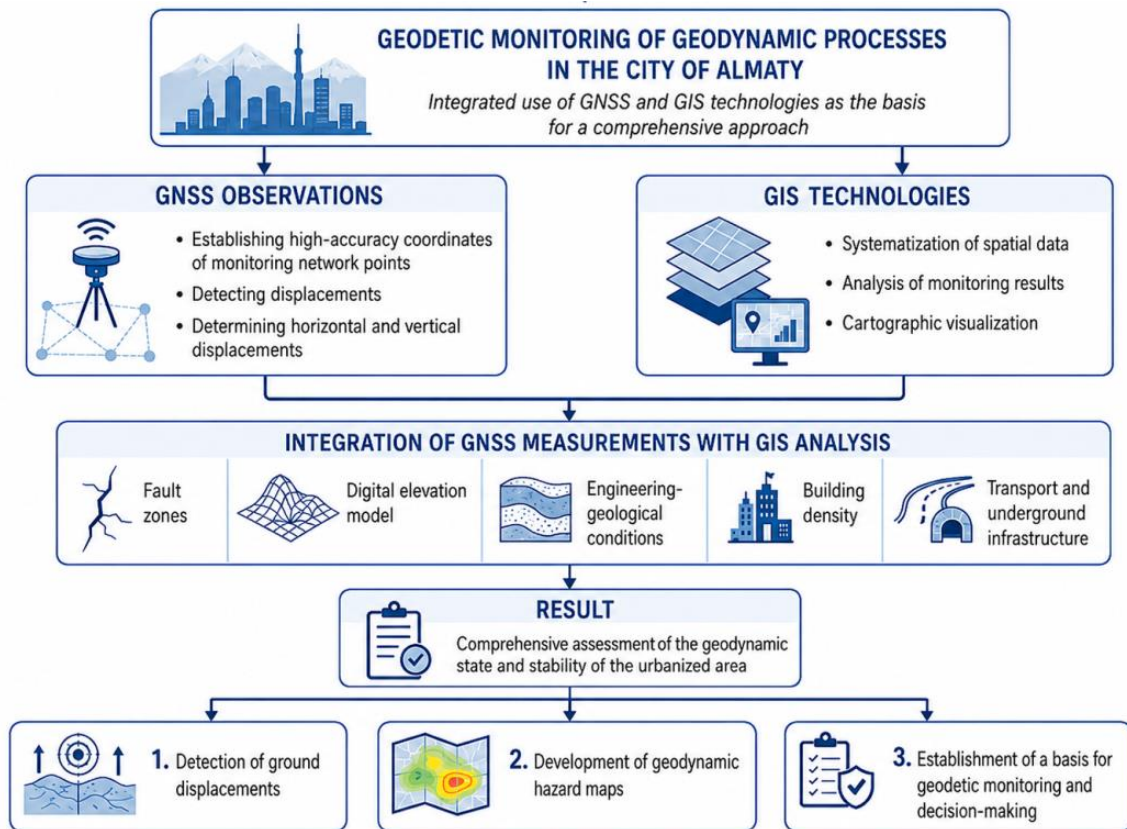 GEODETIC MONITORING OF GEODYNAMIC PROCESSES
IN THE CITY OF ALMATY
Integrated use of GNSS and GIS technologies as the basis
for a comprehensive approach
GNSS OBSERVATIONS
• Establishing high-accuracy coordinates
of monitoring network points
• Detecting displacements
• Determining horizontal and vertical
displacements
GIS TECHNOLOGIES
• Systematization of spatial data
• Analysis of monitoring results
• Cartographic visualization
INTEGRATION OF GNSS MEASUREMENTS WITH GIS ANALYSIS
Fault
zones
Digital elevation
model
Engineering-
geological
conditions
Building
density
Transport and
underground
infrastructure
RESULT
Comprehensive assessment of the geodynamic
state and stability of the urbanized area
1. Detection of ground
displacements
2. Development of geodynamic
hazard maps
3. Establishment of a basis for
geodetic monitoring and
decision-making